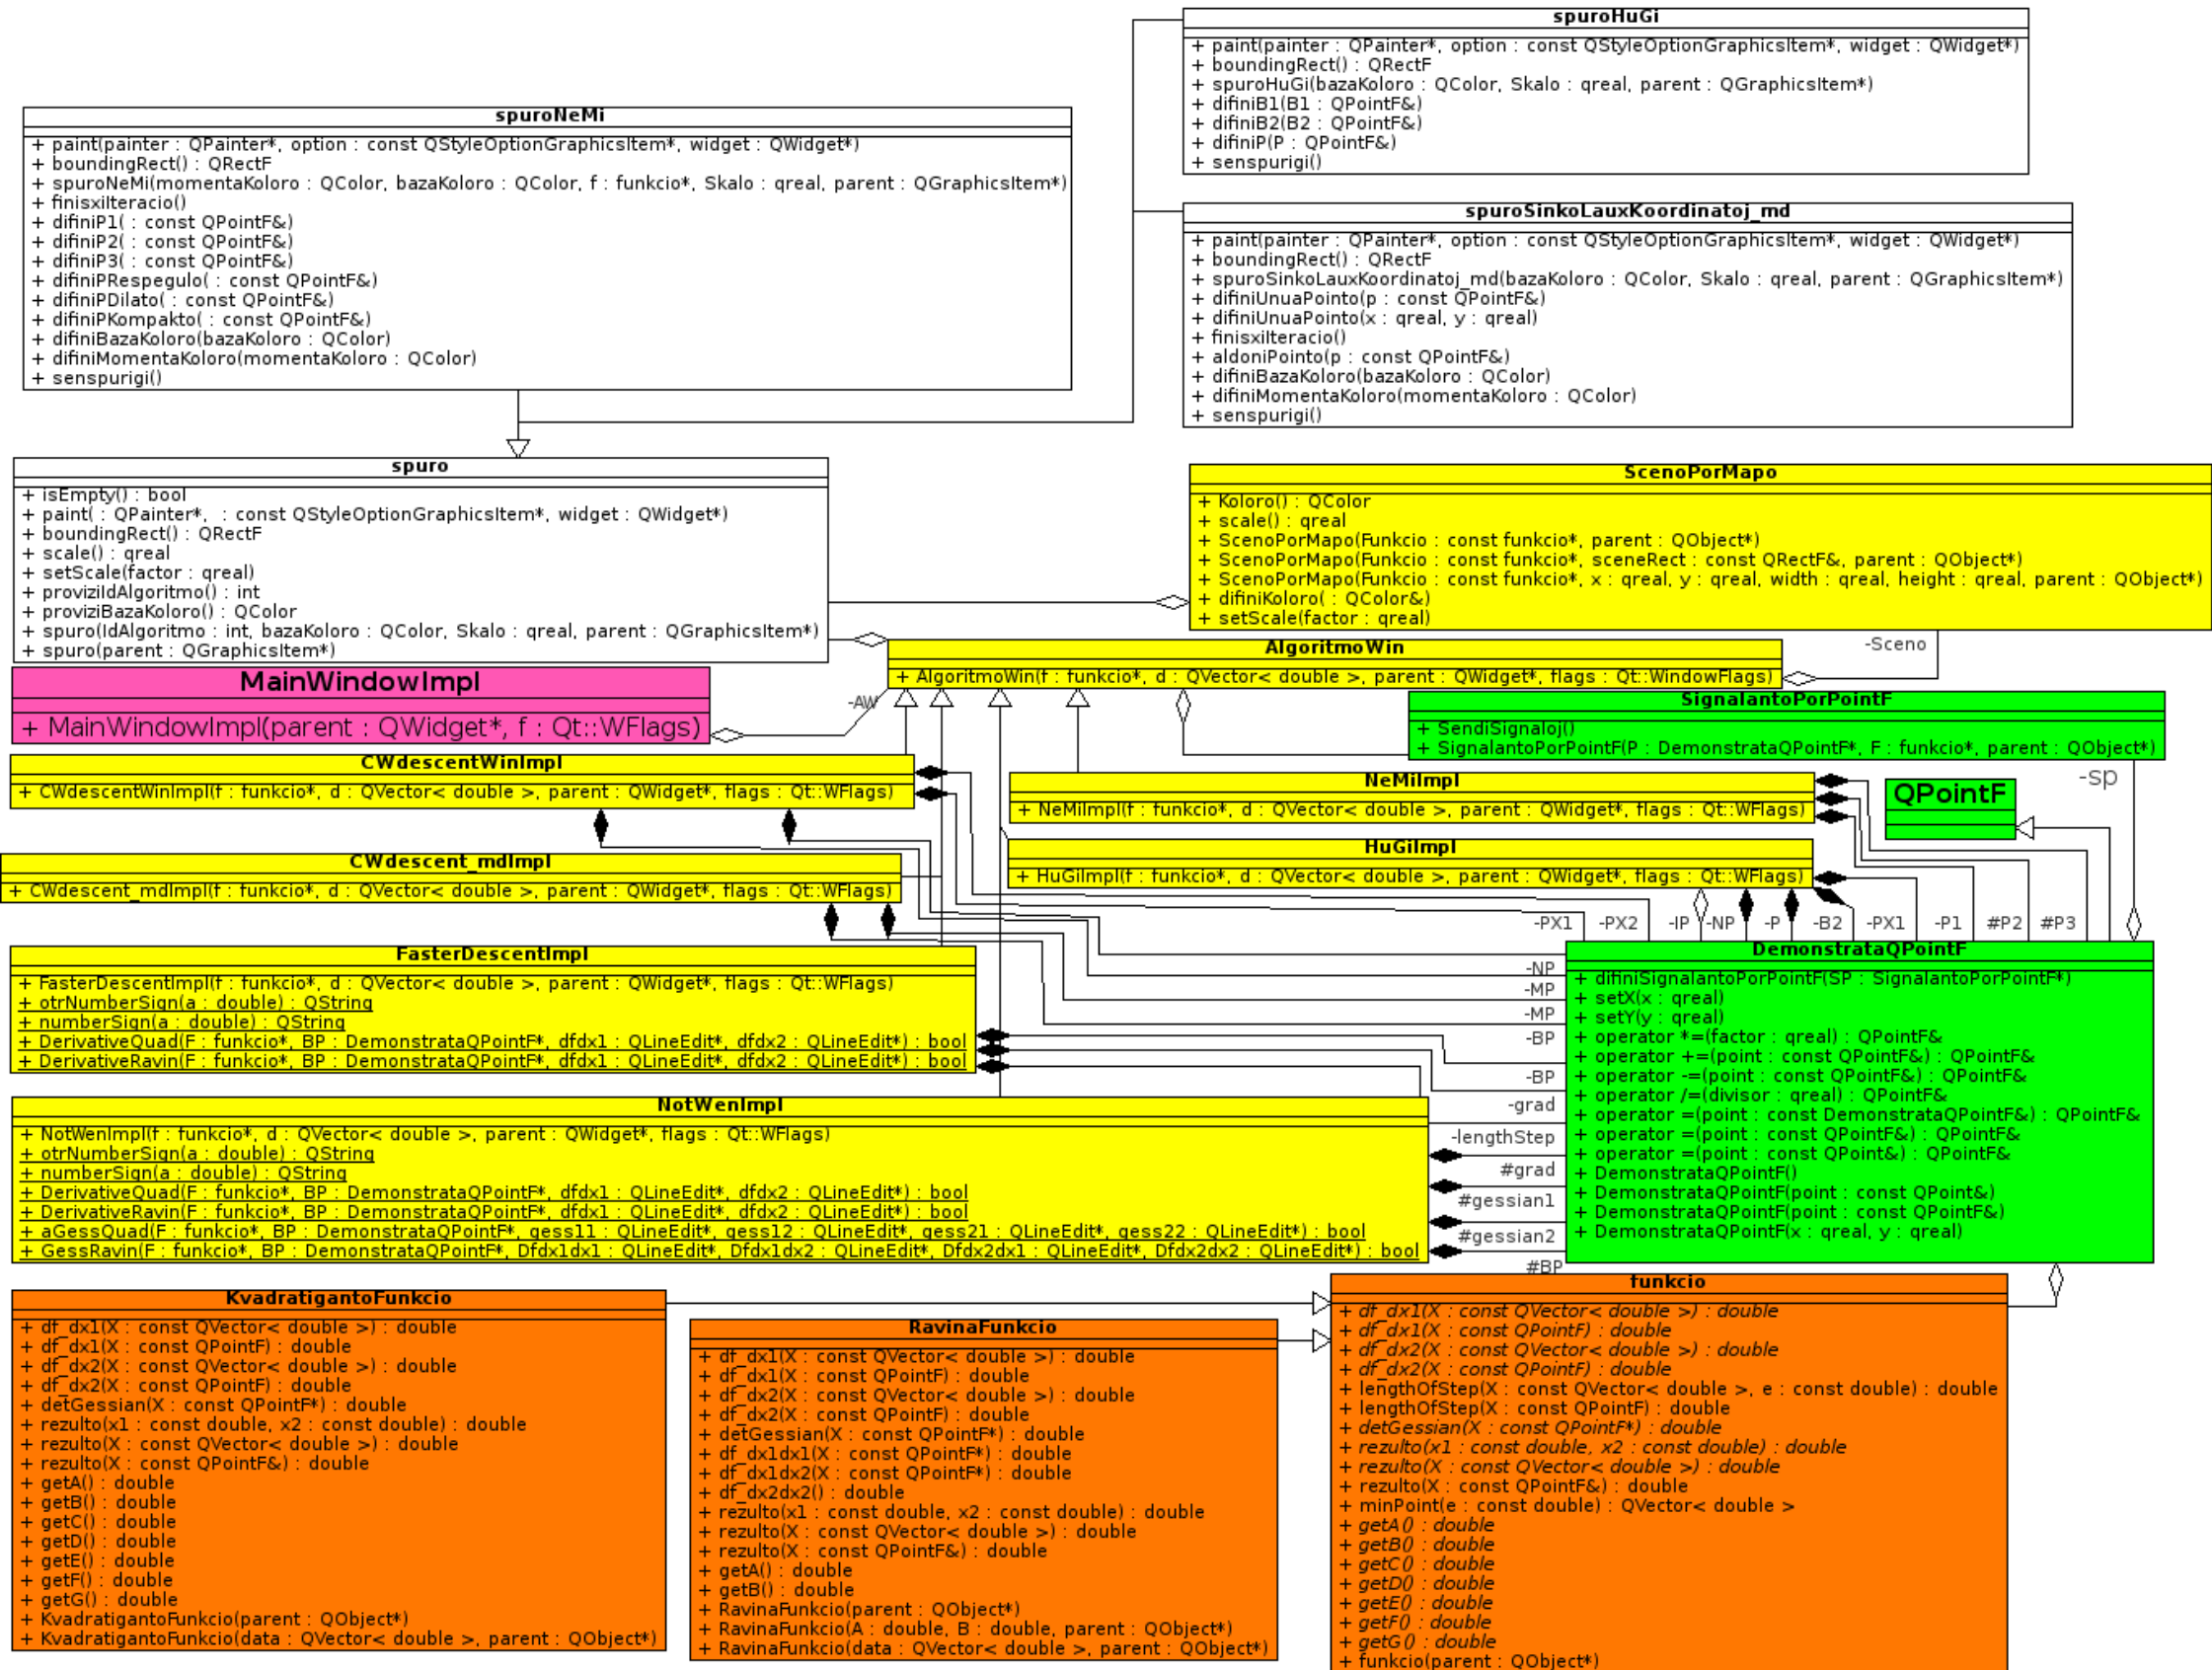 spuroHuGi
+ paint(painter : QPainter*, option : const QStyleOptionGraphicsItem*, widget : QWidget*)
+ boundingRect() : QRectF
+ spuroHuGi(bazaKoloro : QColor, Skalo : qreal, parent : QGraphicsItem*)
+ difiniB1(B1 : QPointF&)
+ difiniB2(B2 : QPointF&)
+ difiniP(P : QPointF&)
+ senspurigi()
spuroNeMi
+ paint(painter : QPainter*, option : const QStyleOptionGraphicsItem*, widget : QWidget*)
+ boundingRect() : QRectF
+ spuroNeMi(momentaKoloro : QColor, bazaKoloro : QColor, f : funkcio*, Skalo : qreal, parent : QGraphicsItem*)
+ finisxiIteracio()
+ difiniP1( : const QPointF&)
+ difiniP2( : const QPointF&)
+ difiniP3( : const QPointF&)
+ difiniPRespegulo( : const QPointF&)
+ difiniPDilato( : const QPointF&)
+ difiniPKompakto( : const QPointF&)
+ difiniBazaKoloro(bazaKoloro : QColor)
+ difiniMomentaKoloro(momentaKoloro : QColor)
+ senspurigi()
spuroSinkoLauxKoordinatoj_md
+ paint(painter : QPainter*, option : const QStyleOptionGraphicsItem*, widget : QWidget*)
+ boundingRect() : QRectF
+ spuroSinkoLauxKoordinatoj_md(bazaKoloro : QColor, Skalo : qreal, parent : QGraphicsItem*)
+ difiniUnuaPointo(p : const QPointF&)
+ difiniUnuaPointo(x : qreal, y : qreal)
+ finisxiIteracio()
+ aldoniPointo(p : const QPointF&)
+ difiniBazaKoloro(bazaKoloro : QColor)
+ difiniMomentaKoloro(momentaKoloro : QColor)
+ senspurigi()
spuro
+ isEmpty() : bool
+ paint( : QPainter*,  : const QStyleOptionGraphicsItem*, widget : QWidget*)
+ boundingRect() : QRectF
+ scale() : qreal
+ setScale(factor : qreal)
+ proviziIdAlgoritmo() : int
+ proviziBazaKoloro() : QColor
+ spuro(IdAlgoritmo : int, bazaKoloro : QColor, Skalo : qreal, parent : QGraphicsItem*)
+ spuro(parent : QGraphicsItem*)
ScenoPorMapo
+ Koloro() : QColor
+ scale() : qreal
+ ScenoPorMapo(Funkcio : const funkcio*, parent : QObject*)
+ ScenoPorMapo(Funkcio : const funkcio*, sceneRect : const QRectF&, parent : QObject*)
+ ScenoPorMapo(Funkcio : const funkcio*, x : qreal, y : qreal, width : qreal, height : qreal, parent : QObject*)
+ difiniKoloro( : QColor&)
+ setScale(factor : qreal)
-Sceno
AlgoritmoWin
+ AlgoritmoWin(f : funkcio*, d : QVector< double >, parent : QWidget*, flags : Qt::WindowFlags)
MainWindowImpl
+ MainWindowImpl(parent : QWidget*, f : Qt::WFlags)
-AW
SignalantoPorPointF
+ SendiSignaloj()
+ SignalantoPorPointF(P : DemonstrataQPointF*, F : funkcio*, parent : QObject*)
-sp
CWdescentWinImpl
+ CWdescentWinImpl(f : funkcio*, d : QVector< double >, parent : QWidget*, flags : Qt::WFlags)
NeMiImpl
+ NeMiImpl(f : funkcio*, d : QVector< double >, parent : QWidget*, flags : Qt::WFlags)
QPointF
HuGiImpl
+ HuGiImpl(f : funkcio*, d : QVector< double >, parent : QWidget*, flags : Qt::WFlags)
CWdescent_mdImpl
+ CWdescent_mdImpl(f : funkcio*, d : QVector< double >, parent : QWidget*, flags : Qt::WFlags)
-PX1 -PX2 -IP -NP -P -B2 -PX1 -P1 #P2 #P3
FasterDescentImpl
+ FasterDescentImpl(f : funkcio*, d : QVector< double >, parent : QWidget*, flags : Qt::WFlags)
+ otrNumberSign(a : double) : QString
+ numberSign(a : double) : QString
+ DerivativeQuad(F : funkcio*, BP : DemonstrataQPointF*, dfdx1 : QLineEdit*, dfdx2 : QLineEdit*) : bool
+ DerivativeRavin(F : funkcio*, BP : DemonstrataQPointF*, dfdx1 : QLineEdit*, dfdx2 : QLineEdit*) : bool
-NP
-MP
-MP
-BP
-BP
-grad
-lengthStep
#grad
#gessian1
#gessian2
#BP
DemonstrataQPointF
+ difiniSignalantoPorPointF(SP : SignalantoPorPointF*)
+ setX(x : qreal)
+ setY(y : qreal)
+ operator *=(factor : qreal) : QPointF&
+ operator +=(point : const QPointF&) : QPointF&
+ operator -=(point : const QPointF&) : QPointF&
+ operator /=(divisor : qreal) : QPointF&
+ operator =(point : const DemonstrataQPointF&) : QPointF&
+ operator =(point : const QPointF&) : QPointF&
+ operator =(point : const QPoint&) : QPointF&
+ DemonstrataQPointF()
+ DemonstrataQPointF(point : const QPoint&)
+ DemonstrataQPointF(point : const QPointF&)
+ DemonstrataQPointF(x : qreal, y : qreal)
NotWenImpl
+ NotWenImpl(f : funkcio*, d : QVector< double >, parent : QWidget*, flags : Qt::WFlags)
+ otrNumberSign(a : double) : QString
+ numberSign(a : double) : QString
+ DerivativeQuad(F : funkcio*, BP : DemonstrataQPointF*, dfdx1 : QLineEdit*, dfdx2 : QLineEdit*) : bool
+ DerivativeRavin(F : funkcio*, BP : DemonstrataQPointF*, dfdx1 : QLineEdit*, dfdx2 : QLineEdit*) : bool
+ aGessQuad(F : funkcio*, BP : DemonstrataQPointF*, gess11 : QLineEdit*, gess12 : QLineEdit*, gess21 : QLineEdit*, gess22 : QLineEdit*) : bool
+ GessRavin(F : funkcio*, BP : DemonstrataQPointF*, Dfdx1dx1 : QLineEdit*, Dfdx1dx2 : QLineEdit*, Dfdx2dx1 : QLineEdit*, Dfdx2dx2 : QLineEdit*) : bool
KvadratigantoFunkcio
+ df_dx1(X : const QVector< double >) : double
+ df_dx1(X : const QPointF) : double
+ df_dx2(X : const QVector< double >) : double
+ df_dx2(X : const QPointF) : double
+ detGessian(X : const QPointF*) : double
+ rezulto(x1 : const double, x2 : const double) : double
+ rezulto(X : const QVector< double >) : double
+ rezulto(X : const QPointF&) : double
+ getA() : double
+ getB() : double
+ getC() : double
+ getD() : double
+ getE() : double
+ getF() : double
+ getG() : double
+ KvadratigantoFunkcio(parent : QObject*)
+ KvadratigantoFunkcio(data : QVector< double >, parent : QObject*)
RavinaFunkcio
+ df_dx1(X : const QVector< double >) : double
+ df_dx1(X : const QPointF) : double
+ df_dx2(X : const QVector< double >) : double
+ df_dx2(X : const QPointF) : double
+ detGessian(X : const QPointF*) : double
+ df_dx1dx1(X : const QPointF*) : double
+ df_dx1dx2(X : const QPointF*) : double
+ df_dx2dx2() : double
+ rezulto(x1 : const double, x2 : const double) : double
+ rezulto(X : const QVector< double >) : double
+ rezulto(X : const QPointF&) : double
+ getA() : double
+ getB() : double
+ RavinaFunkcio(parent : QObject*)
+ RavinaFunkcio(A : double, B : double, parent : QObject*)
+ RavinaFunkcio(data : QVector< double >, parent : QObject*)
funkcio
+ df_dx1(X : const QVector< double >) : double
+ df_dx1(X : const QPointF) : double
+ df_dx2(X : const QVector< double >) : double
+ df_dx2(X : const QPointF) : double
+ lengthOfStep(X : const QVector< double >, e : const double) : double
+ lengthOfStep(X : const QPointF) : double
+ detGessian(X : const QPointF*) : double
+ rezulto(x1 : const double, x2 : const double) : double
+ rezulto(X : const QVector< double >) : double
+ rezulto(X : const QPointF&) : double
+ minPoint(e : const double) : QVector< double >
+ getA() : double
+ getB() : double
+ getC() : double
+ getD() : double
+ getE() : double
+ getF() : double
+ getG() : double
+ funkcio(parent : QObject*)